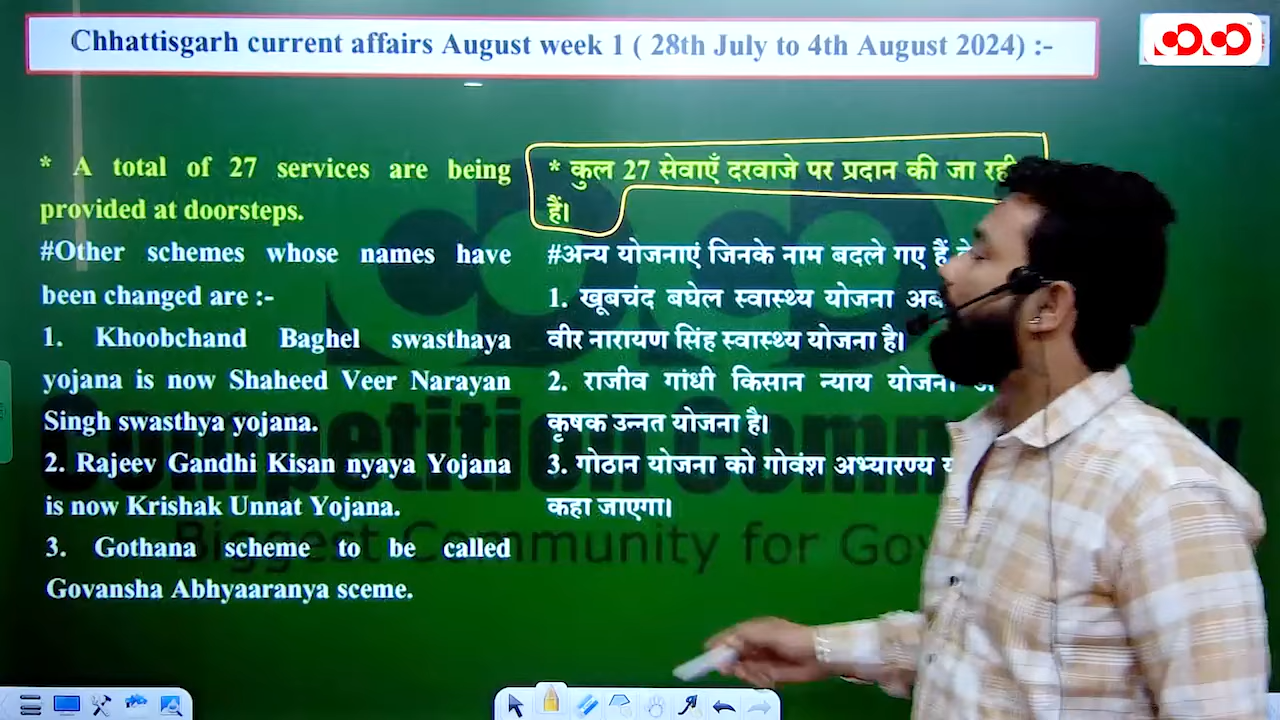 Chhattisgarh current affairs August week 1 ( 28th July to 4th August 2024) :-
* A total of 27 services are being
provided at doorsteps.
#Other schemes whose names have
been changed are :-
1. Khoobchand Baghel swasthaya
yojana is now Shaheed Veer Narayan
Singh swasthya yojana.
2. Rajeev Gandhi Kisan nyaya Yojana
is now Krishak Unnat Yojana.
3. Gothana scheme to be called
Govansha Abhyaaranya sceme.
* कुल 27 सेवाएँ दरवाजे पर प्रदान की जा रही
हैं।
#अन्य योजनाएं जिनके नाम बदले गए हैं
1. खूबचंद बघेल स्वास्थ्य योजना
वीर नारायण सिंह स्वास्थ्य योजना है।
2. राजीव गांधी किसान न्याय योजना
कृषक उन्नत योजना है।
3. गोठान योजना को गोवंश अभ्यारण्य
कहा जाएगा।
Competition
Biggest Community for